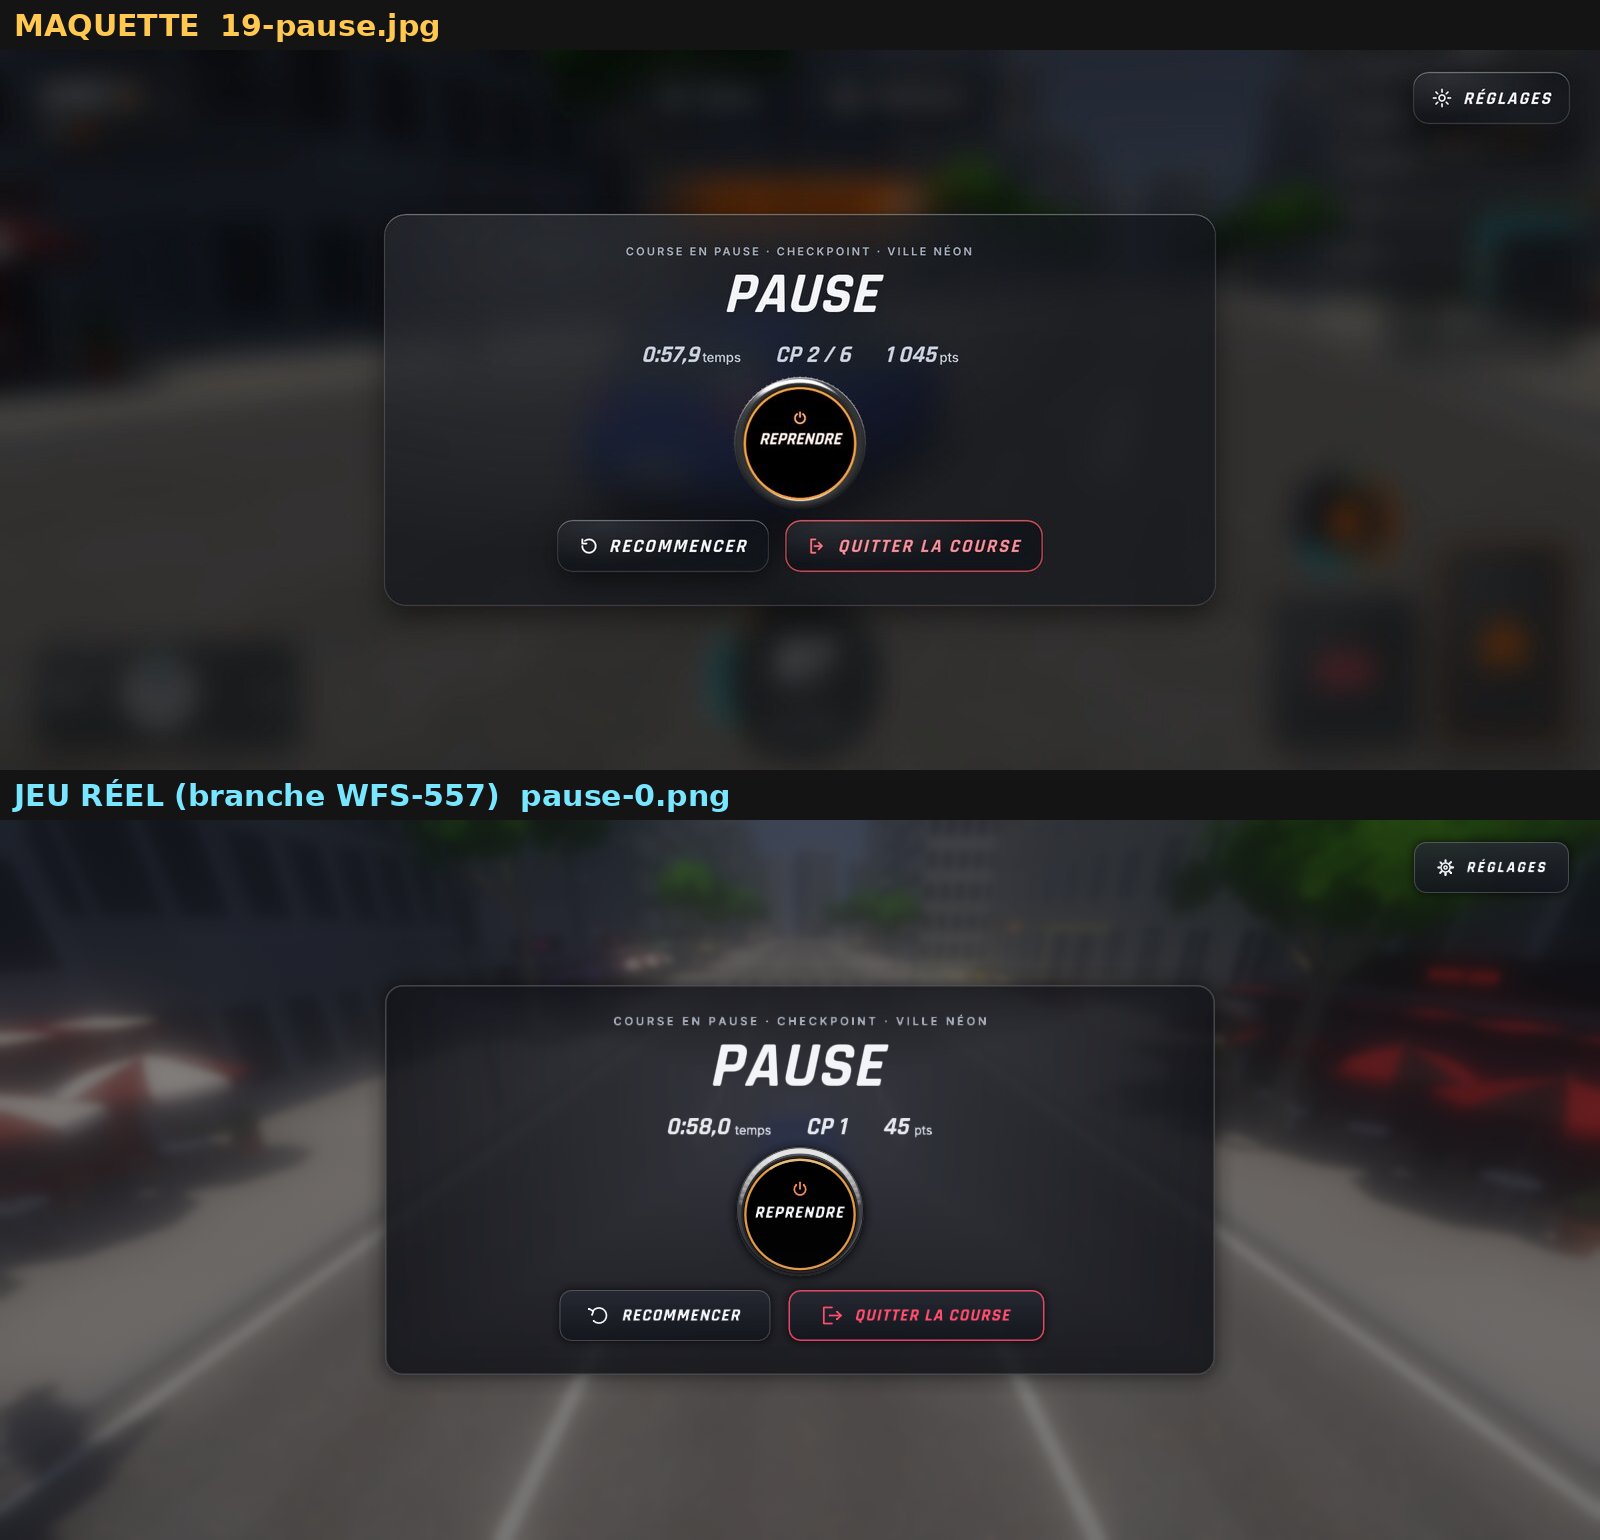 MAQUETTE 19-pause.jpg
RÉGLAGES
COURSE EN PAUSE · CHECKPOINT · VILLE NÉON
PAUSE
0:57,9 temps CP 2 / 6 1 045 pts
REPRENDRE
RECOMMENCER QUITTER LA COURSE
JEU RÉEL (branche WFS-557) pause-0.png
RÉGLAGES
COURSE EN PAUSE · CHECKPOINT · VILLE NÉON
PAUSE
0:58,0 temps CP 1 45 pts
REPRENDRE
RECOMMENCER QUITTER LA COURSE